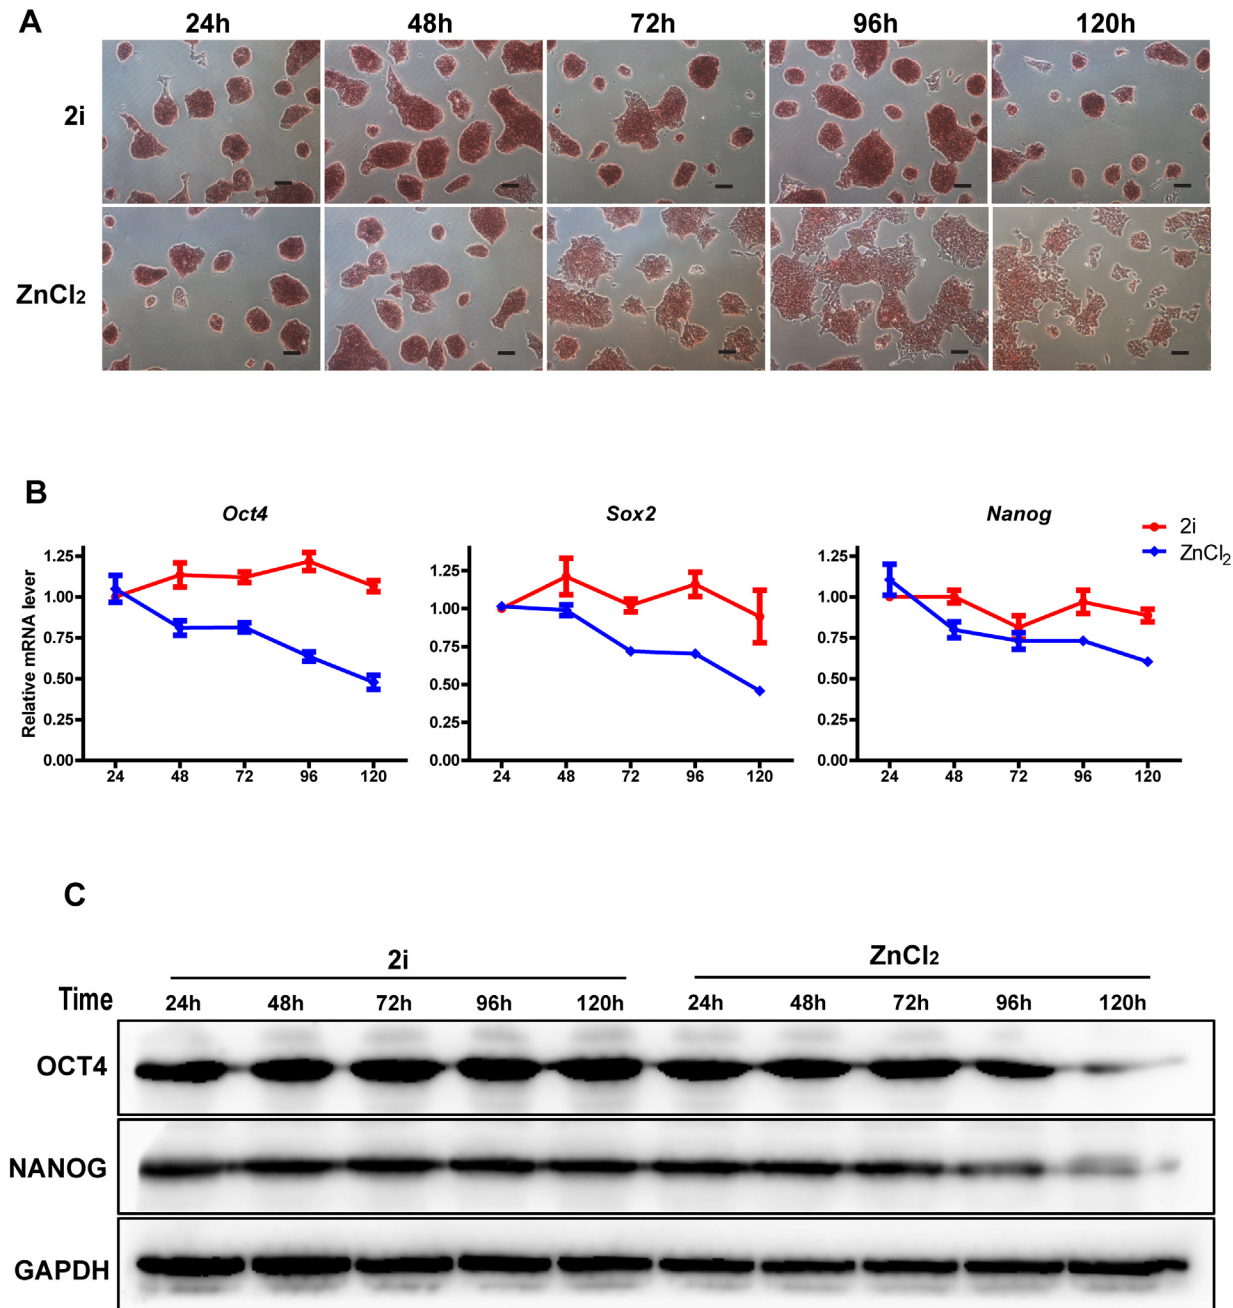 A
24h 48h 72h 96h 120h
2i
ZnCl2
B
Oct4 Sox2 Nanog
2i
ZnCl2
Relative mRNA lever
1.25 1.25 1.25
1.00 1.00 1.00
0.75 0.75 0.75
0.50 0.50 0.50
0.25 0.25 0.25
0.00 0.00 0.00
24 48 72 96 120 24 48 72 96 120 24 48 72 96 120
C
2i ZnCl2
Time 24h 48h 72h 96h 120h 24h 48h 72h 96h 120h
OCT4
NANOG
GAPDH